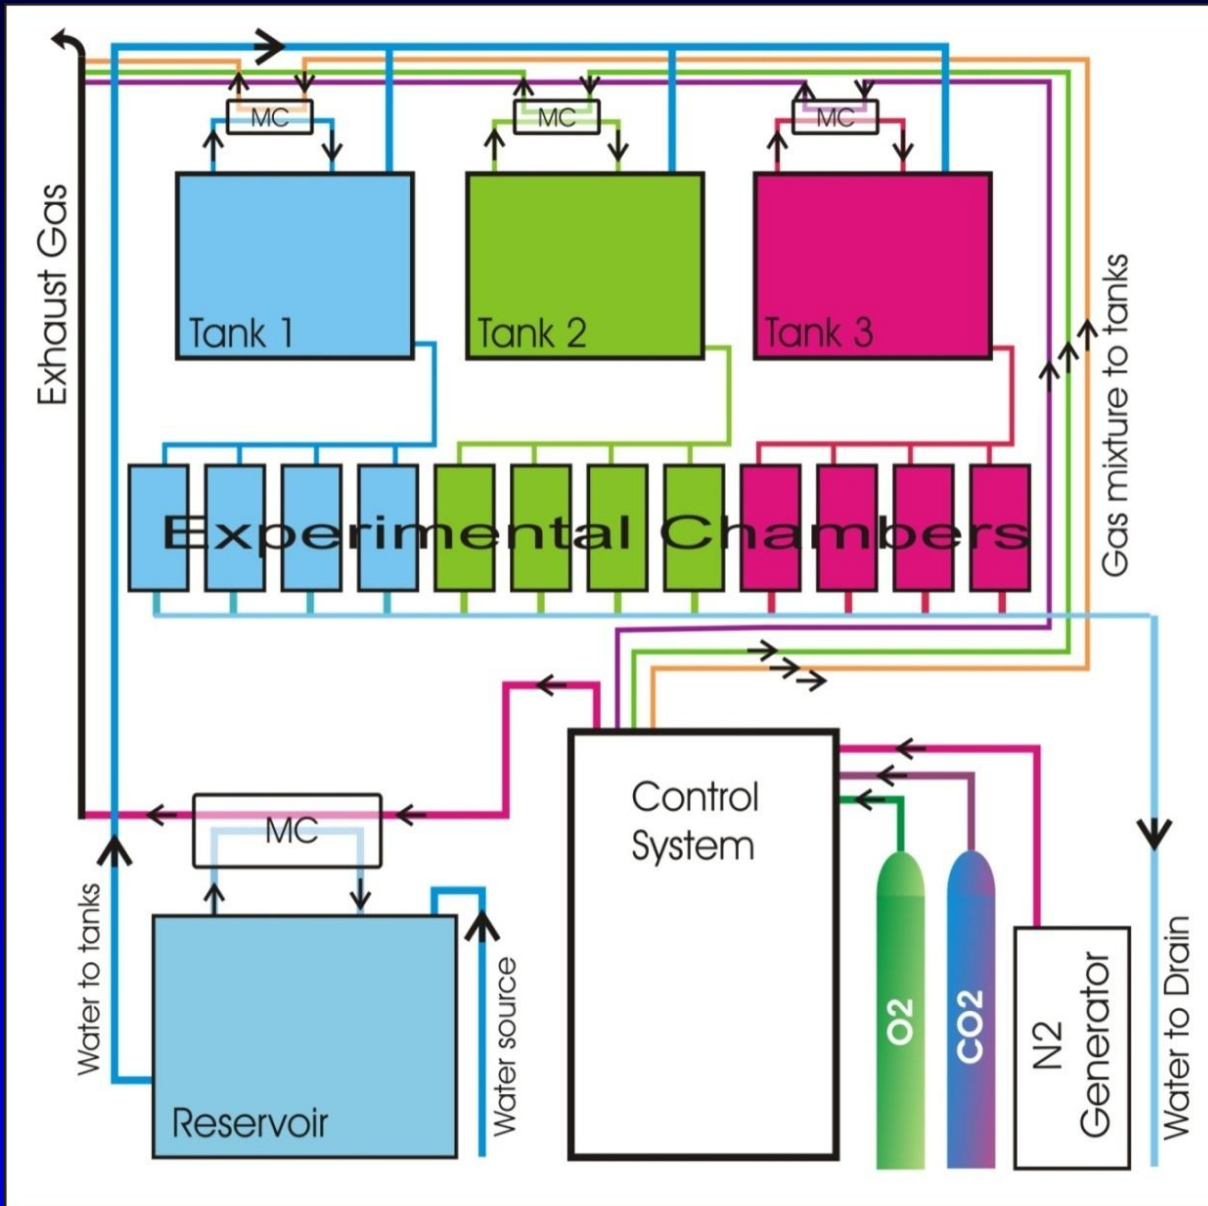 MC
MC
MC
Exhaust Gas
Tank 1
Tank 2
Tank 3
Gas mixture to tanks
Experimental Chambers
Control
System
MC
Water to tanks
Reservoir
Water source
O2
CO2
N2
Generator
Water to Drain